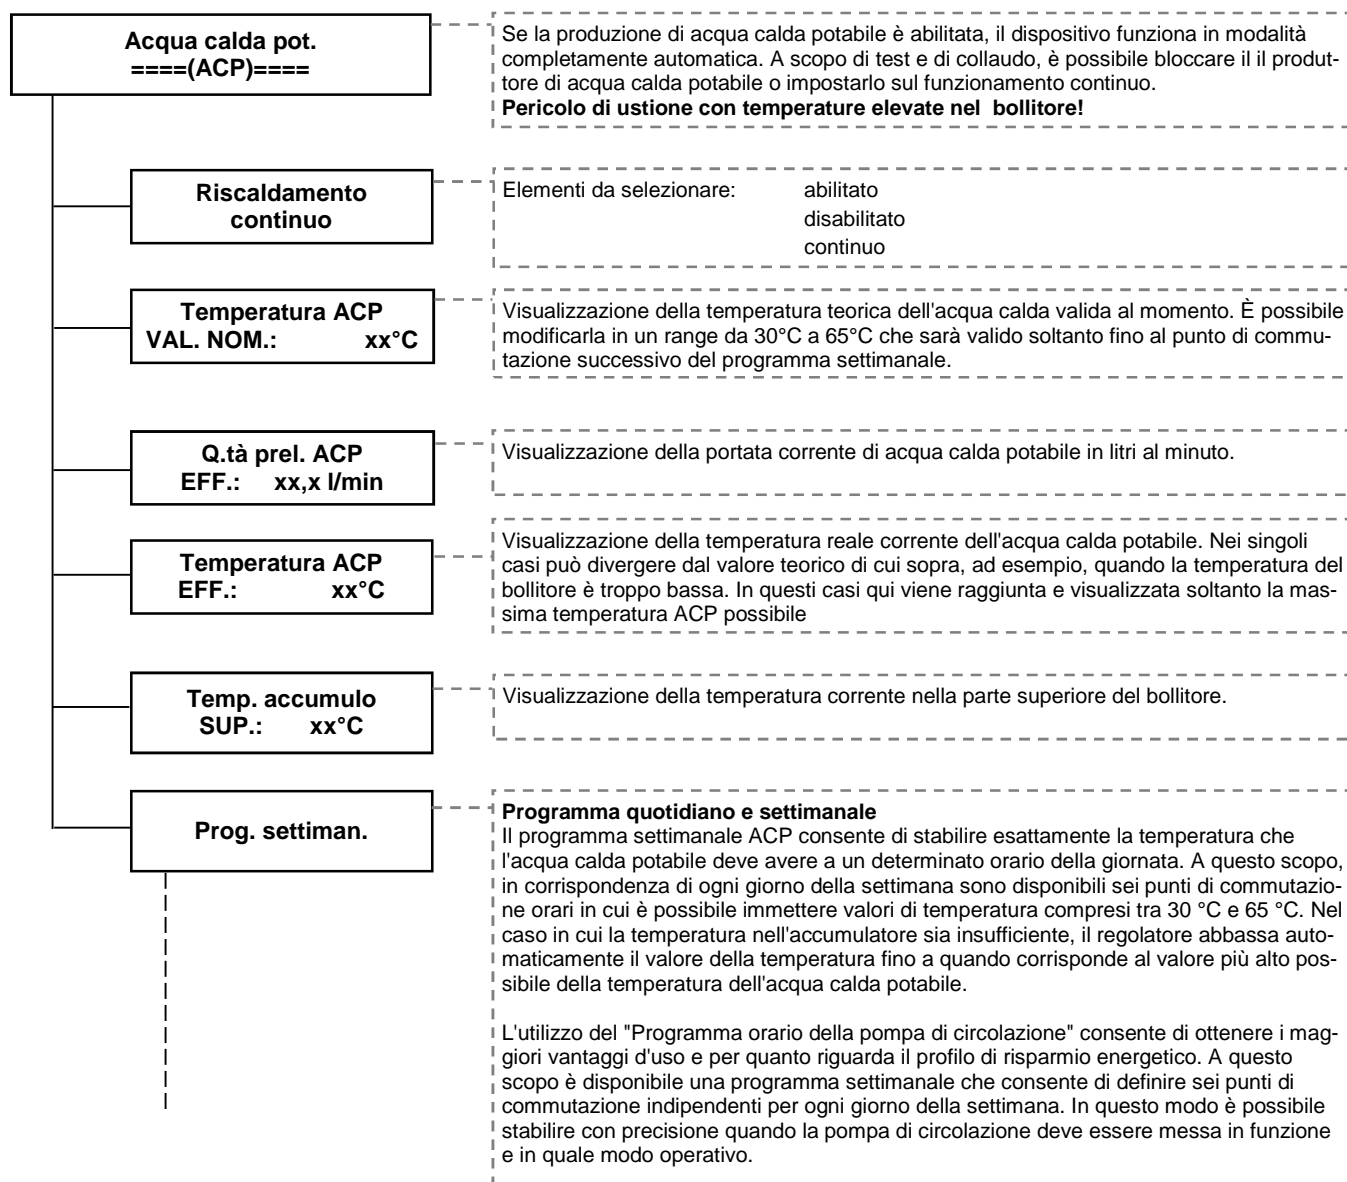 Acqua calda pot.
====(ACP)====
Se la produzione di acqua calda potabile è abilitata, il dispositivo funziona in modalità
completamente automatica. A scopo di test e di collaudo, è possibile bloccare il il produt-
tore di acqua calda potabile o impostarlo sul funzionamento continuo.
Pericolo di ustione con temperature elevate nel bollitore!
Riscaldamento
continuo
Elementi da selezionare: abilitato
disabilitato
continuo
Temperatura ACP
VAL. NOM.: xx°C
Visualizzazione della temperatura teorica dell'acqua calda valida al momento. È possibile
modificarla in un range da 30°C a 65°C che sarà valido soltanto fino al punto di commu-
tazione successivo del programma settimanale.
Q.tà prel. ACP
EFF.: xx,x l/min
Visualizzazione della portata corrente di acqua calda potabile in litri al minuto.
Temperatura ACP
EFF.: xx°C
Visualizzazione della temperatura reale corrente dell'acqua calda potabile. Nei singoli
casi può divergere dal valore teorico di cui sopra, ad esempio, quando la temperatura del
bollitore è troppo bassa. In questi casi qui viene raggiunta e visualizzata soltanto la mas-
sima temperatura ACP possibile
Temp. accumulo
SUP.: xx°C
Visualizzazione della temperatura corrente nella parte superiore del bollitore.
Prog. settiman.
Programma quotidiano e settimanale
Il programma settimanale ACP consente di stabilire esattamente la temperatura che
l'acqua calda potabile deve avere a un determinato orario della giornata. A questo scopo,
in corrispondenza di ogni giorno della settimana sono disponibili sei punti di commutazio-
ne orari in cui è possibile immettere valori di temperatura compresi tra 30 °C e 65 °C. Nel
caso in cui la temperatura nell'accumulatore sia insufficiente, il regolatore abbassa auto-
maticamente il valore della temperatura fino a quando corrisponde al valore più alto pos-
sibile della temperatura dell'acqua calda potabile.
L'utilizzo del "Programma orario della pompa di circolazione" consente di ottenere i mag-
giori vantaggi d'uso e per quanto riguarda il profilo di risparmio energetico. A questo
scopo è disponibile una programma settimanale che consente di definire sei punti di
commutazione indipendenti per ogni giorno della settimana. In questo modo è possibile
stabilire con precisione quando la pompa di circolazione deve essere messa in funzione
e in quale modo operativo.